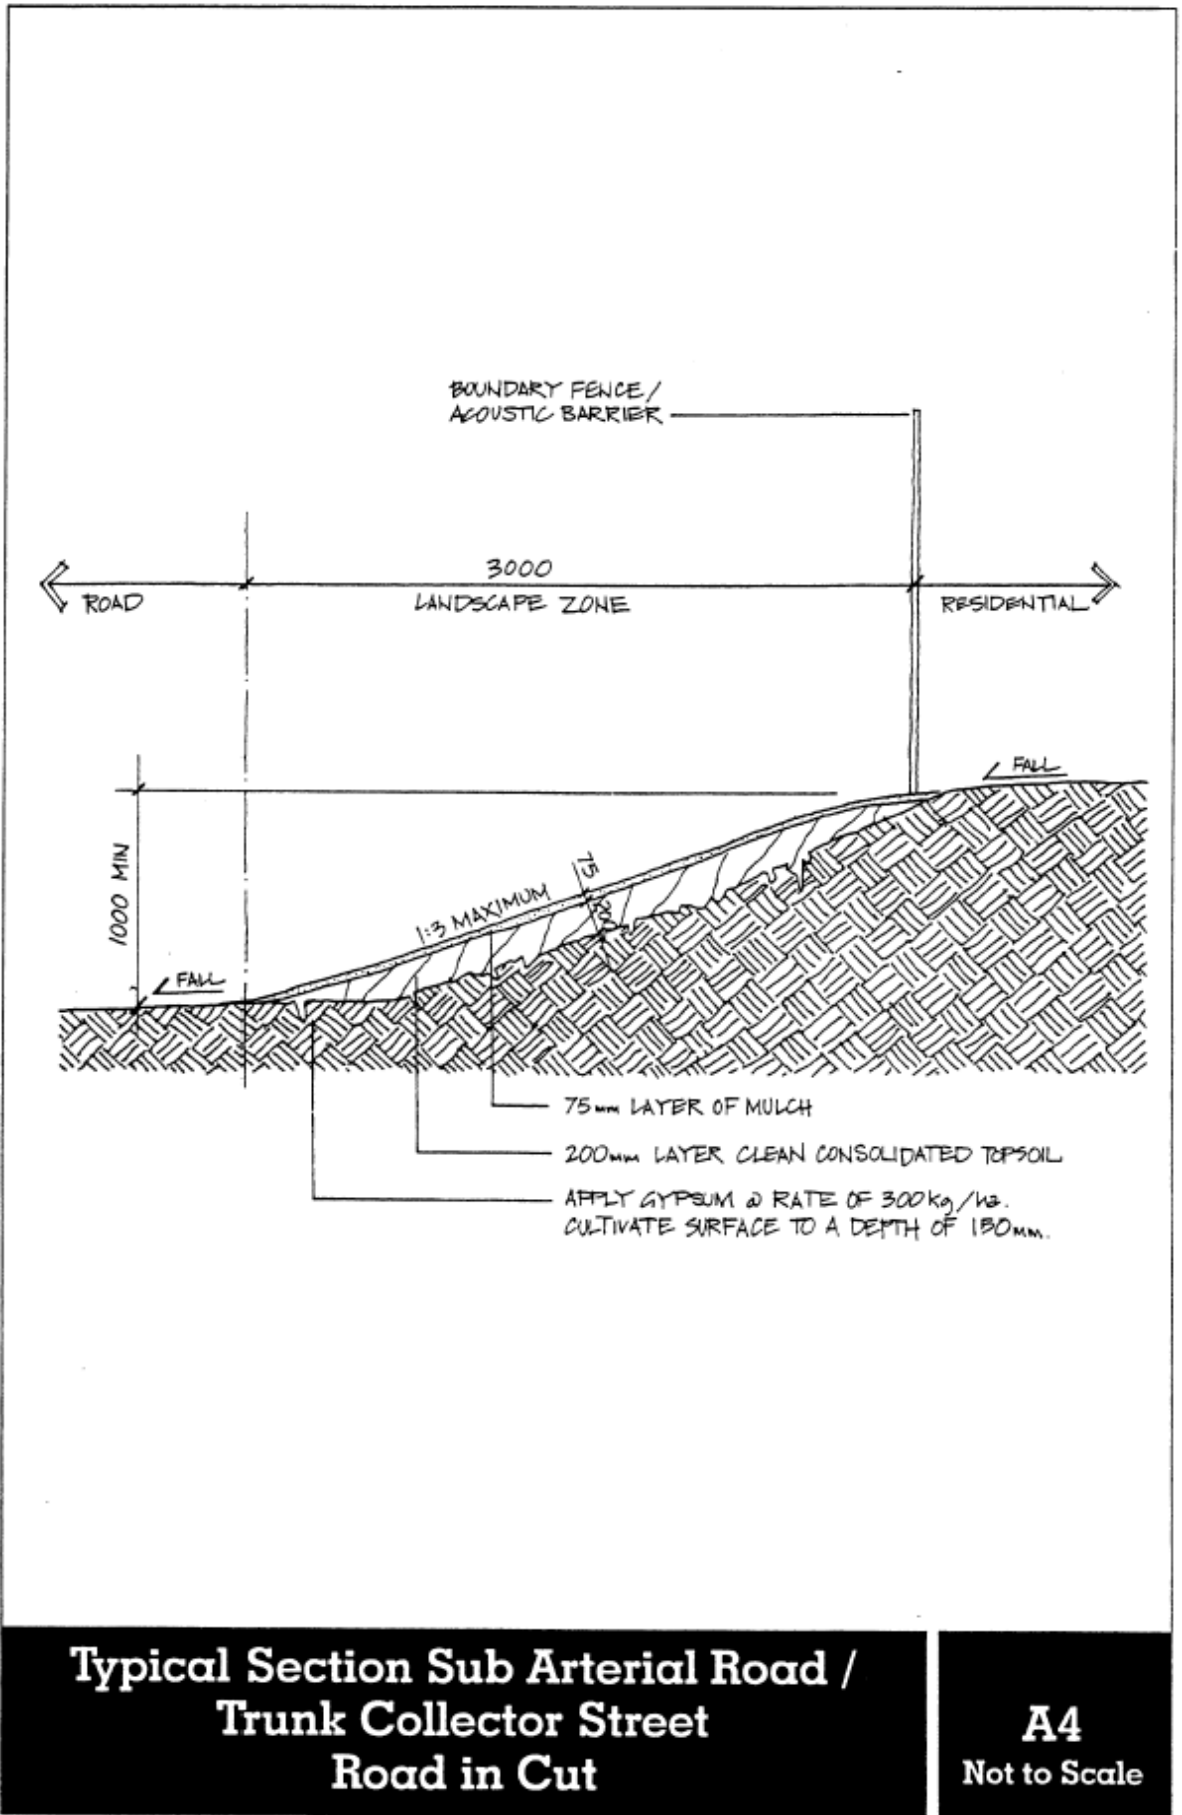 BOUNDARY FENCE/
ACOUSTIC BARRIER
3000
ROAD
LANDSCAPE ZONE
RESIDENTIAL
FALL
1000 MIN
75
1:3 MAXIMUM
200
FALL
75mm LAYER OF MULCH
200mm LAYER CLEAN CONSOLIDATED TOPSOIL
APPLY GYPSUM @ RATE OF 300kg/ha.
CULTIVATE SURFACE TO A DEPTH OF 150mm.
Typical Section Sub Arterial Road /
Trunk Collector Street
Road in Cut
A4
Not to Scale